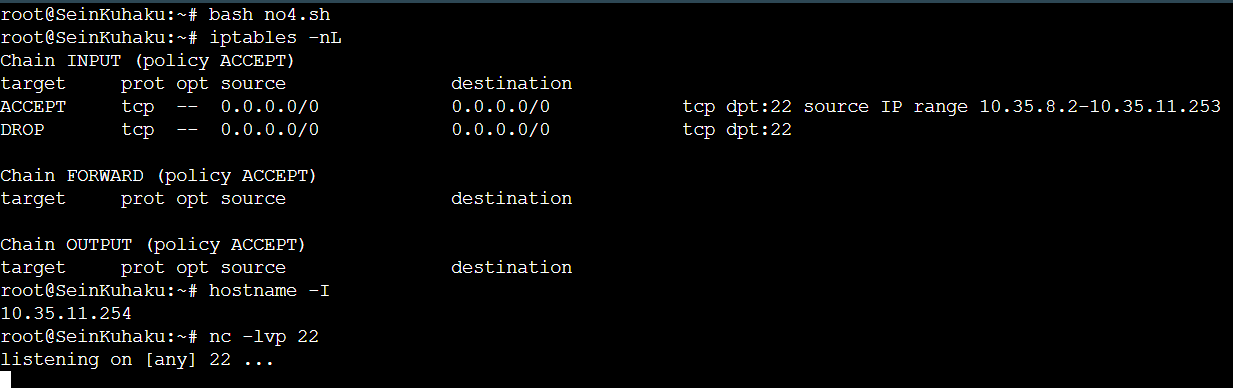 root@SeinKuhaku:~# bash no4.sh
root@SeinKuhaku:~# iptables -nL
Chain INPUT (policy ACCEPT)
target     prot opt source               destination
ACCEPT     tcp  --  0.0.0.0/0            0.0.0.0/0            tcp dpt:22 source IP range 10.35.8.2-10.35.11.253
DROP       tcp  --  0.0.0.0/0            0.0.0.0/0            tcp dpt:22

Chain FORWARD (policy ACCEPT)
target     prot opt source               destination

Chain OUTPUT (policy ACCEPT)
target     prot opt source               destination
root@SeinKuhaku:~# hostname -I
10.35.11.254
root@SeinKuhaku:~# nc -lvp 22
listening on [any] 22 ...